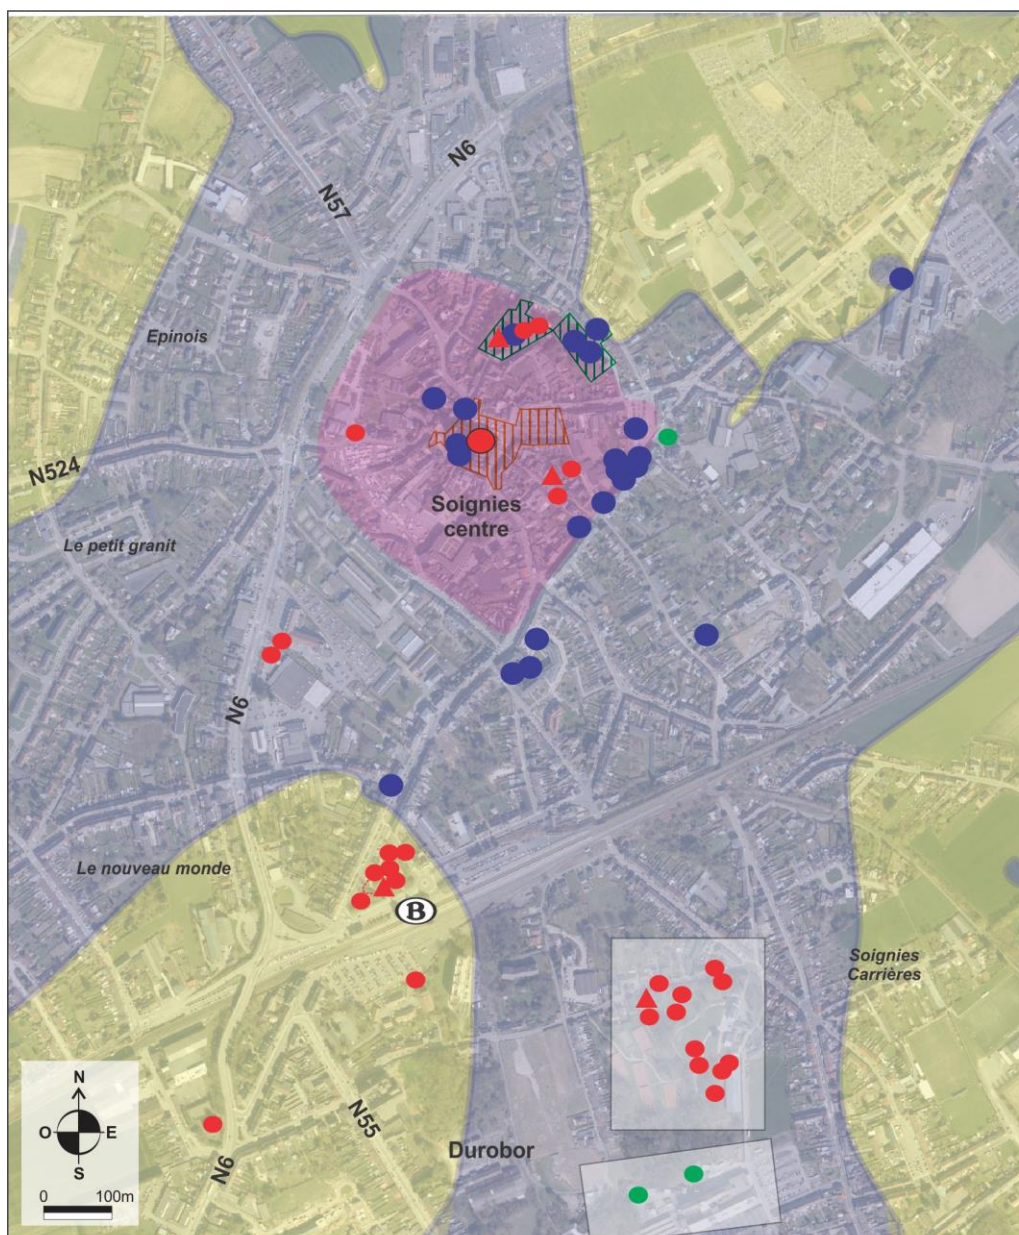 N6
N57
Epinois
N524
Soignies
centre
Le petit granit
N6
Le nouveau monde
B
Soignies
Carrières
N
O E
S
0 100m
N55
N6
Durobor